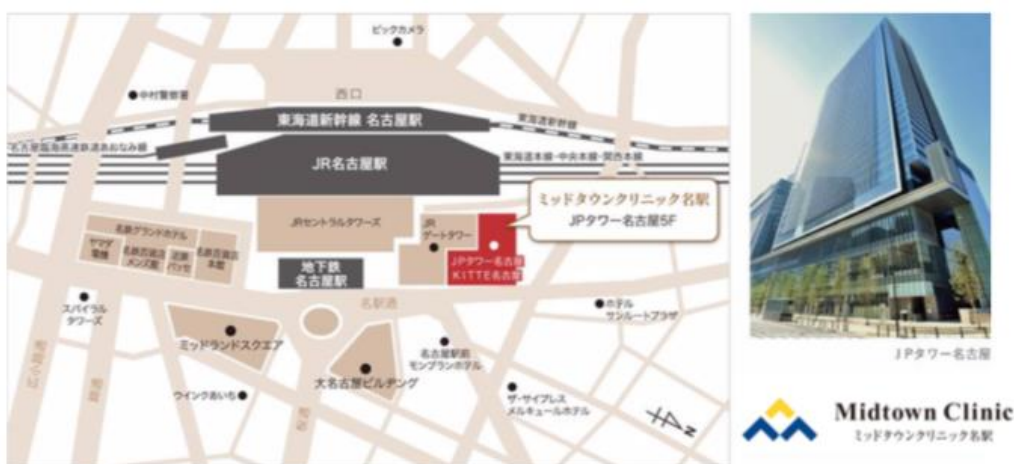 ビックカメラ
中村警察署
西口
東海道新幹線 名古屋駅
東海道新幹線
名古屋臨海高速鉄道あおなみ線
JR名古屋駅
東海道本線・中央本線・関西本線
ミッドタウンクリニック名駅
JPタワー名古屋5F
JRセントラルタワーズ
JR
ゲートタワー
JPタワー名古屋
KITTE名古屋
名鉄グランドホテル
ヤマダ
電機
名鉄百貨店
メンズ館
近鉄
パッセ
名鉄百貨店
本館
地下鉄
名古屋駅
名駅通
スパイラル
タワーズ
ホテル
サンルートプラザ
ミッドランドスクエア
名古屋駅前
モンブランホテル
大名古屋ビルヂング
ウインクあいち
ザ・サイプレス
メルキュールホテル
広小路通
桜通
N
JPタワー名古屋
Midtown Clinic
ミッドタウンクリニック名駅